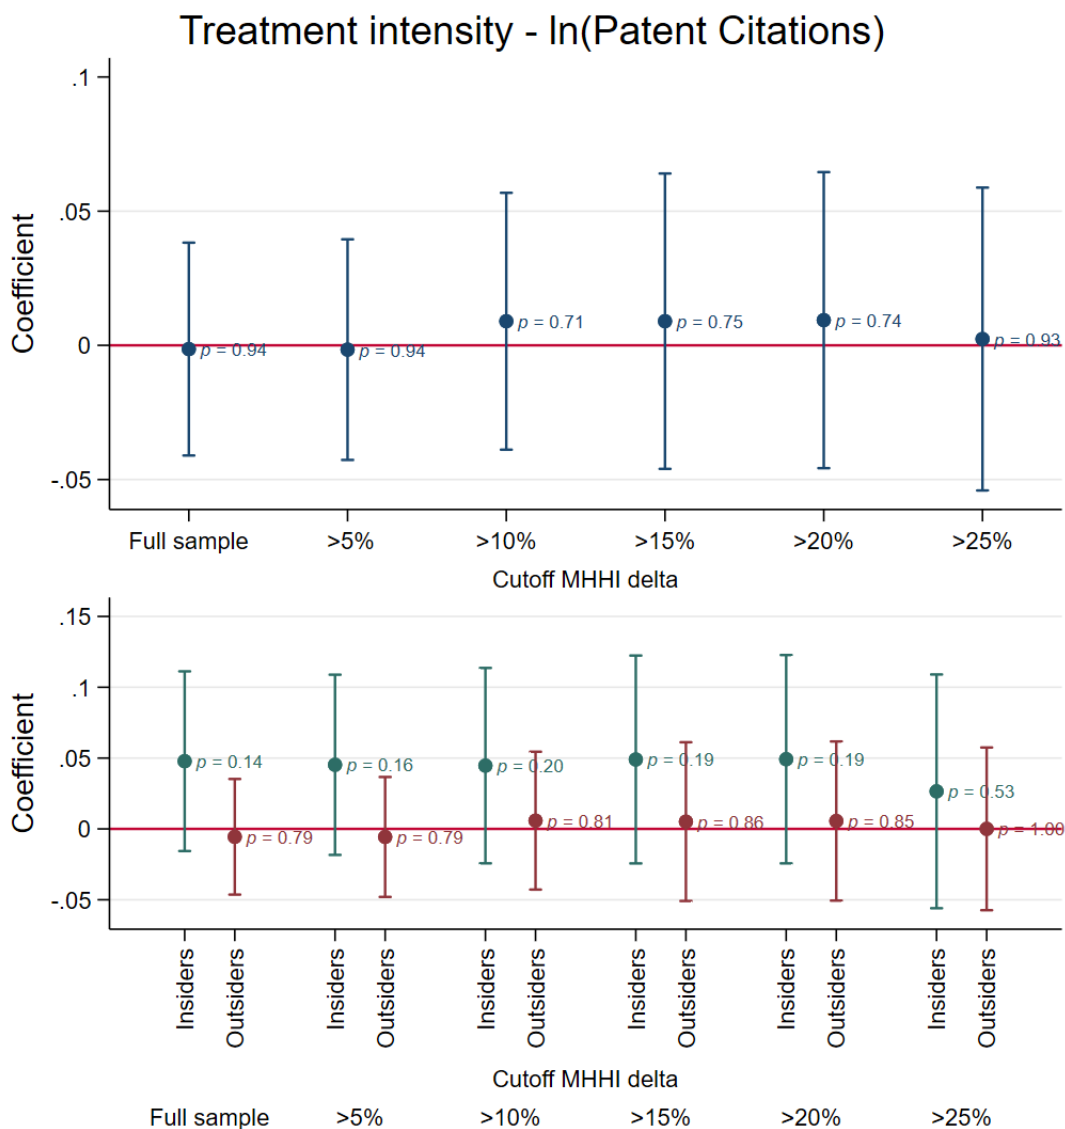 Treatment intensity - ln(Patent Citations)
.1
.05
0
-.05
Coefficient
p = 0.94
p = 0.94
p = 0.71
p = 0.75
p = 0.74
p = 0.93
Full sample
>5%
>10%
>15%
>20%
>25%
Cutoff MHHI delta
.15
.1
.05
0
-.05
Coefficient
p = 0.14
p = 0.79
p = 0.16
p = 0.79
p = 0.20
p = 0.81
p = 0.19
p = 0.86
p = 0.19
p = 0.85
p = 0.53
p = 1.00
Insiders
Outsiders
Insiders
Outsiders
Insiders
Outsiders
Insiders
Outsiders
Insiders
Outsiders
Insiders
Outsiders
Cutoff MHHI delta
Full sample
>5%
>10%
>15%
>20%
>25%